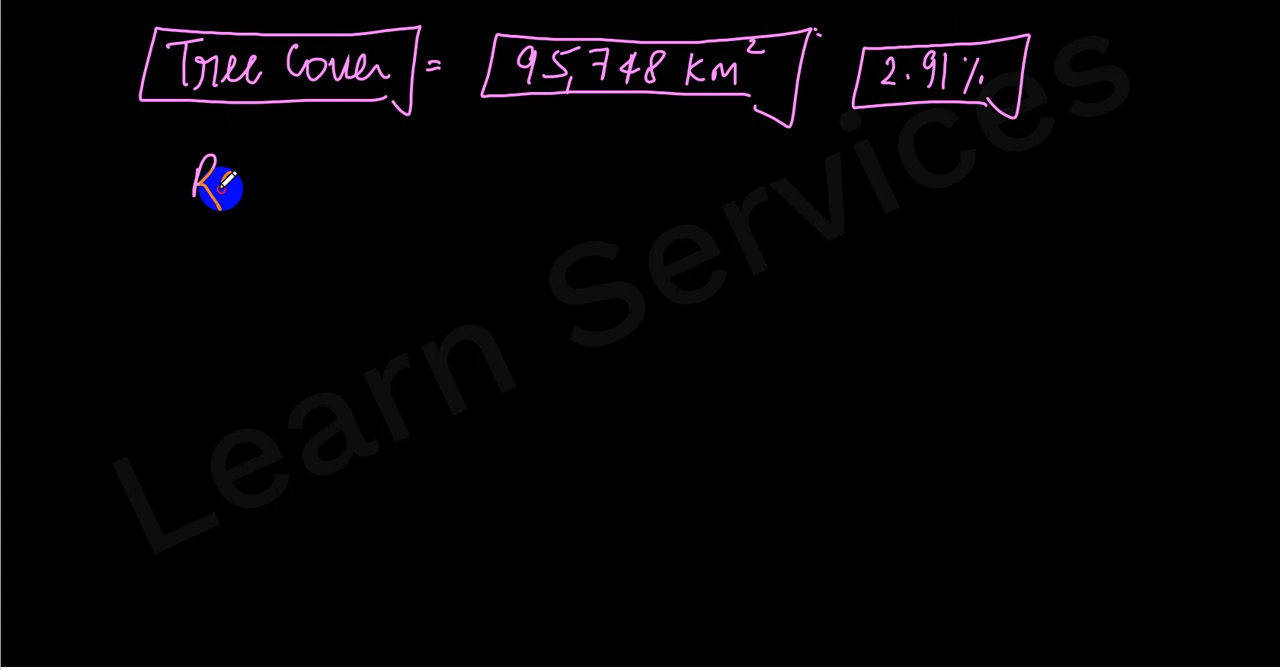 Tree Cover = 95,748 KM² 2.91%
R
Learn Services